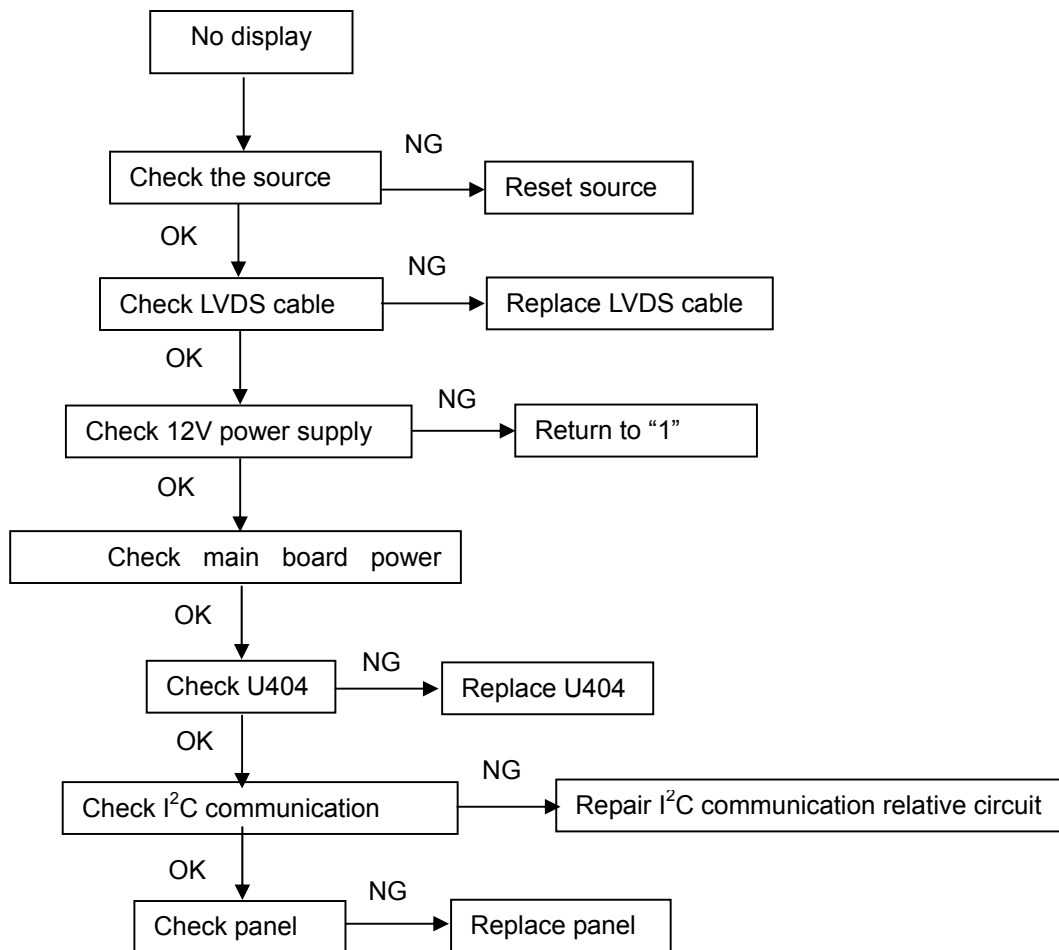 No display
NG
Check the source
Reset source
OK
NG
Check LVDS cable
Replace LVDS cable
OK
NG
Check 12V power supply
Return to “1”
OK
Check main board power
OK
NG
Check U404
Replace U404
OK
NG
Check I²C communication
Repair I²C communication relative circuit
OK
NG
Check panel
Replace panel